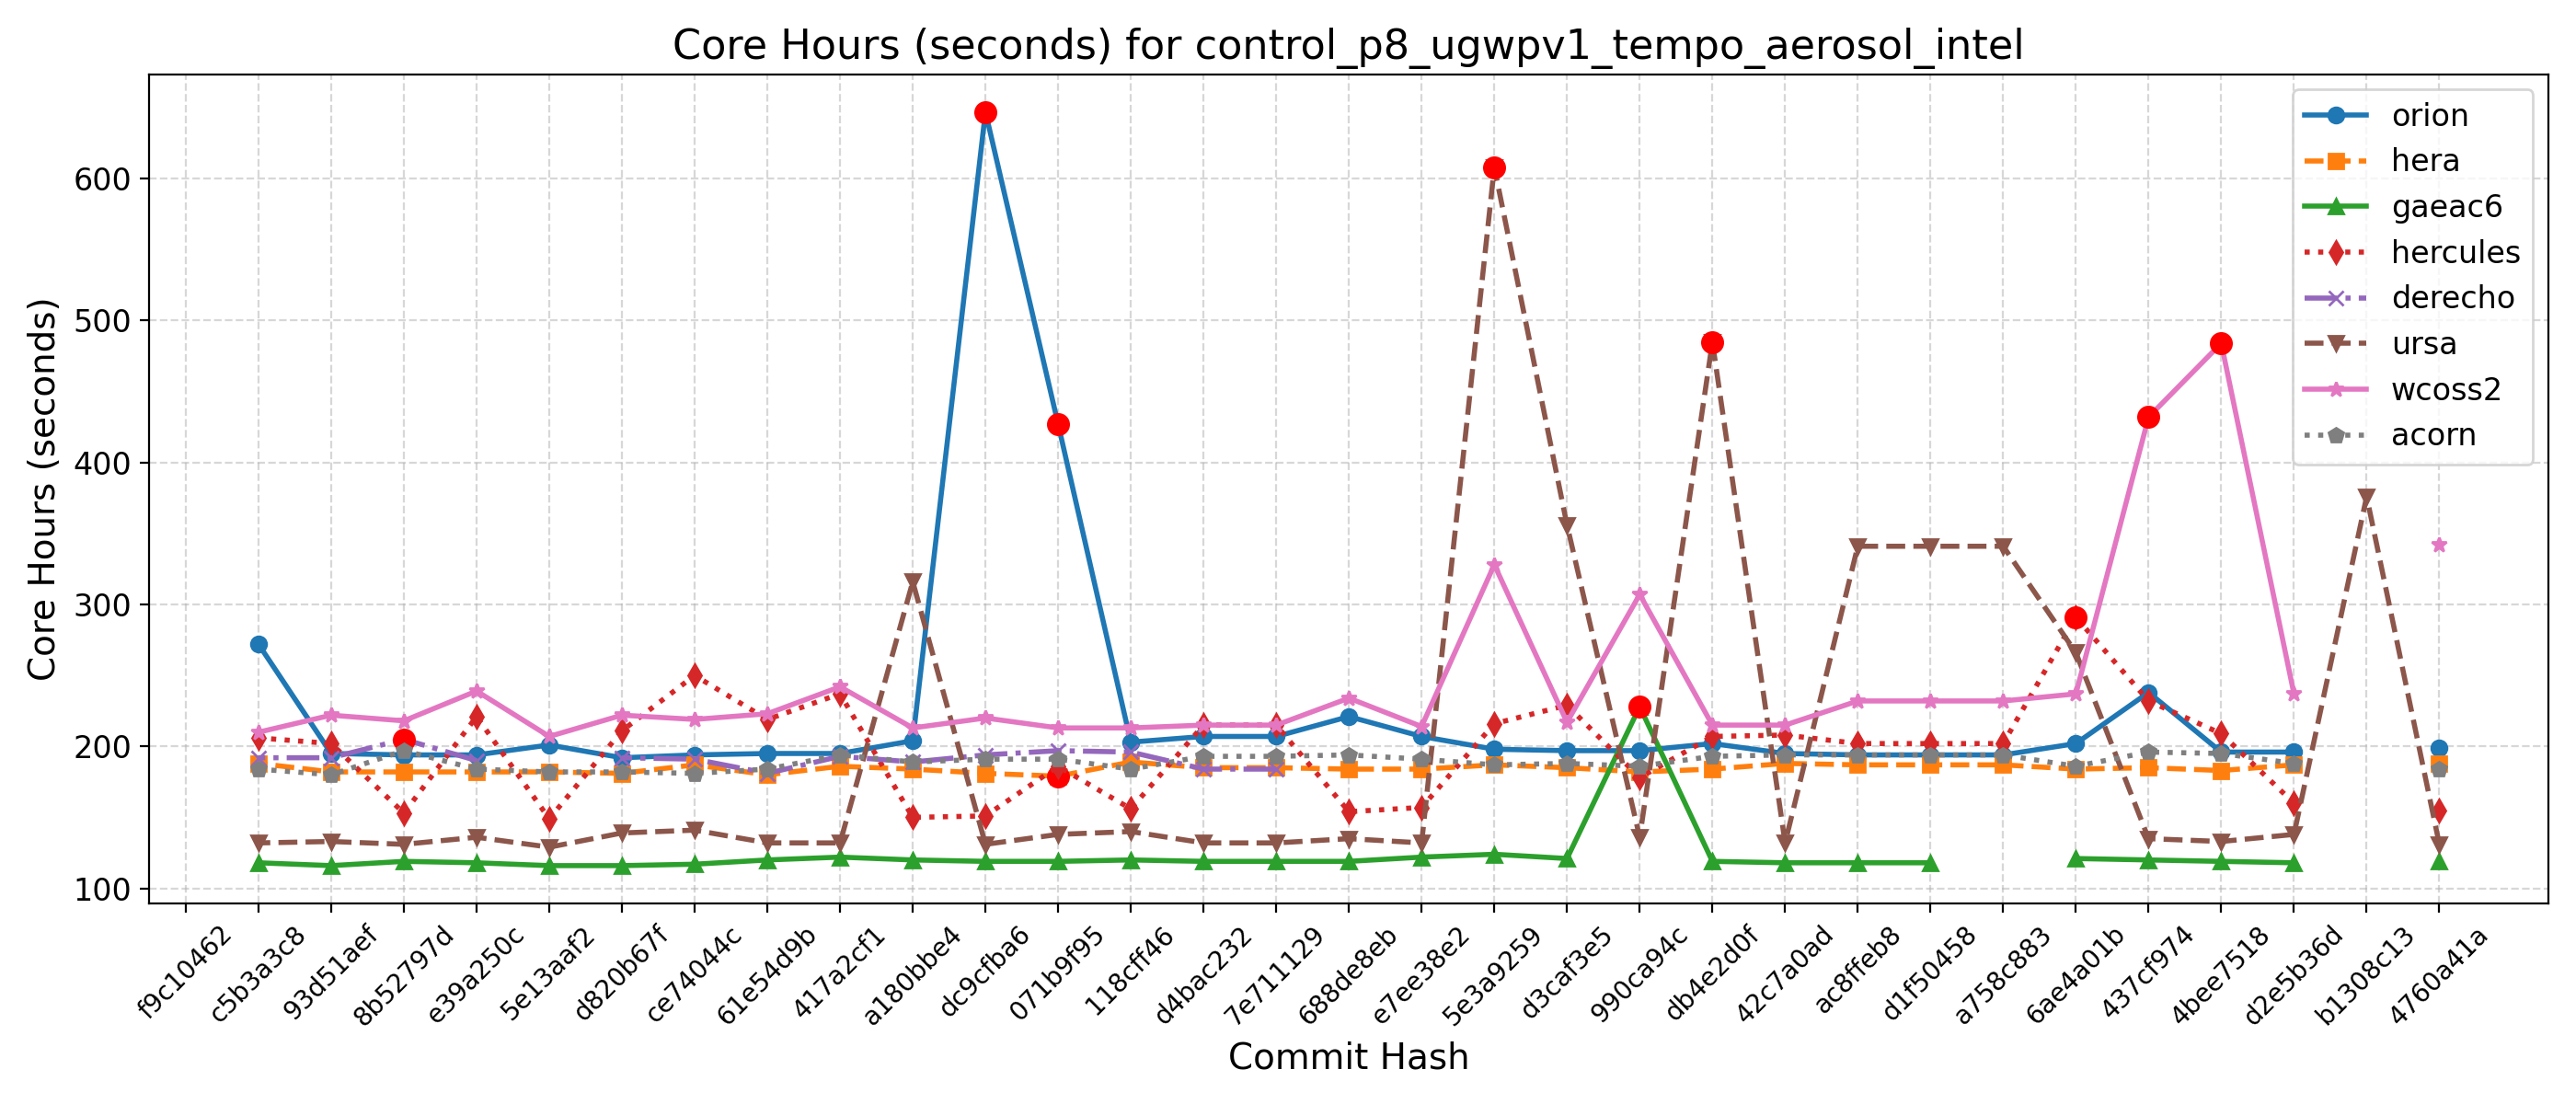 Core Hours (seconds) for control_p8_ugwpv1_tempo_aerosol_intel
Core Hours (seconds)
600
500
400
300
200
100
orion
hera
gaeac6
hercules
derecho
ursa
wcoss2
acorn
f9c10462
c5b3a3c8
93d51aef
8b52797d
e39a250c
5e13aaf2
d820b67f
ce74044c
61e54d9b
417a2cf1
a180bbe4
dc9cfba6
071b9f95
118cff46
d4bac232
7e711129
688de8eb
e7ee38e2
5e3a9259
d3caf3e5
990ca94c
db4e2d0f
42c7a0ad
ac8ffeb8
d1f50458
a758c883
6ae4a01b
437cf974
4bee7518
d2e5b36d
b1308c13
4760a41a
Commit Hash